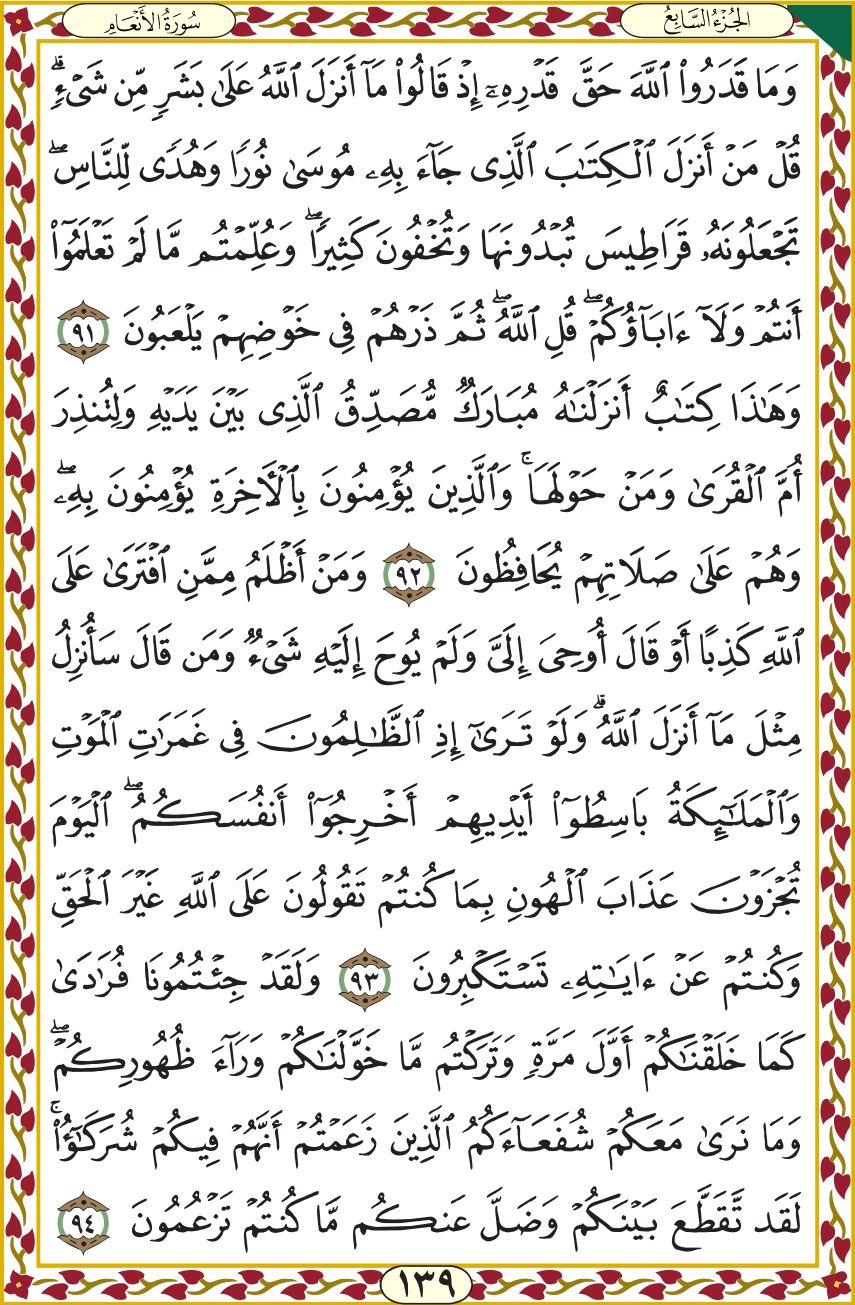 الجُزْءُ السَّابِعُ
سُورَةُ الأَنْعَامِ
وَمَا قَدَرُوا۟ ٱللَّهَ حَقَّ قَدْرِهِۦٓ إِذْ قَالُوا۟ مَآ أَنزَلَ ٱللَّهُ عَلَىٰ بَشَرٍ مِّن شَىْءٍ ۗ
قُلْ مَنْ أَنزَلَ ٱلْكِتَـٰبَ ٱلَّذِى جَآءَ بِهِۦ مُوسَىٰ نُورًا وَهُدًى لِّلنَّاسِ ۖ
تَجْعَلُونَهُۥ قَرَاطِيسَ تُبْدُونَهَا وَتُخْفُونَ كَثِيرًا ۖ وَعُلِّمْتُم مَّا لَمْ تَعْلَمُوٓا۟
أَنتُمْ وَلَآ ءَابَآؤُكُمْ ۖ قُلِ ٱللَّهُ ۖ ثُمَّ ذَرْهُمْ فِى خَوْضِهِمْ يَلْعَبُونَ ٩١
وَهَـٰذَا كِتَـٰبٌ أَنزَلْنَـٰهُ مُبَارَكٌ مُّصَدِّقُ ٱلَّذِى بَيْنَ يَدَيْهِ وَلِتُنذِرَ
أُمَّ ٱلْقُرَىٰ وَمَنْ حَوْلَهَا ۚ وَٱلَّذِينَ يُؤْمِنُونَ بِٱلْـَٔاخِرَةِ يُؤْمِنُونَ بِهِۦ ۖ
وَهُمْ عَلَىٰ صَلَاتِهِمْ يُحَافِظُونَ ٩٢ وَمَنْ أَظْلَمُ مِمَّنِ ٱفْتَرَىٰ عَلَى
ٱللَّهِ كَذِبًا أَوْ قَالَ أُوحِىَ إِلَىَّ وَلَمْ يُوحَ إِلَيْهِ شَىْءٌ وَمَن قَالَ سَأُنزِلُ
مِثْلَ مَآ أَنزَلَ ٱللَّهُ ۗ وَلَوْ تَرَىٰٓ إِذِ ٱلظَّـٰلِمُونَ فِى غَمَرَٰتِ ٱلْمَوْتِ
وَٱلْمَلَـٰٓئِكَةُ بَاسِطُوٓا۟ أَيْدِيهِمْ أَخْرِجُوٓا۟ أَنفُسَكُمُ ۖ ٱلْيَوْمَ
تُجْزَوْنَ عَذَابَ ٱلْهُونِ بِمَا كُنتُمْ تَقُولُونَ عَلَى ٱللَّهِ غَيْرَ ٱلْحَقِّ
وَكُنتُمْ عَنْ ءَايَـٰتِهِۦ تَسْتَكْبِرُونَ ٩٣ وَلَقَدْ جِئْتُمُونَا فُرَٰدَىٰ
كَمَا خَلَقْنَـٰكُمْ أَوَّلَ مَرَّةٍ وَتَرَكْتُم مَّا خَوَّلْنَـٰكُمْ وَرَآءَ ظُهُورِكُمْ ۖ
وَمَا نَرَىٰ مَعَكُمْ شُفَعَآءَكُمُ ٱلَّذِينَ زَعَمْتُمْ أَنَّهُمْ فِيكُمْ شُرَكَـٰٓؤُا۟ ۚ
لَقَد تَّقَطَّعَ بَيْنَكُمْ وَضَلَّ عَنكُم مَّا كُنتُمْ تَزْعُمُونَ ٩٤
١٣٩